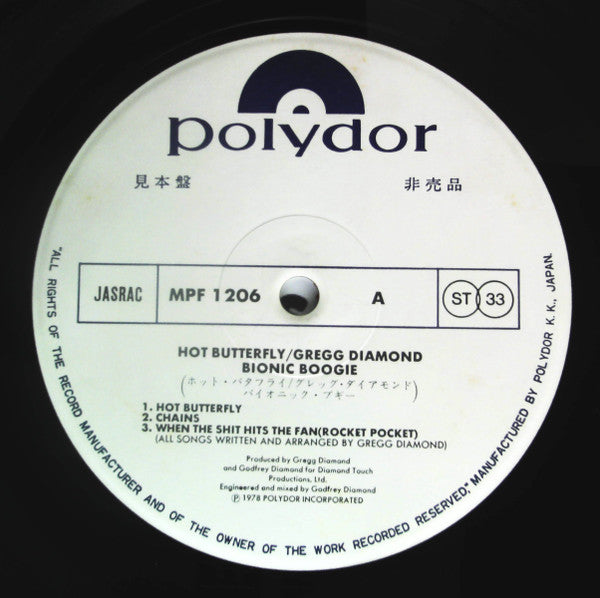 polydor
見本盤
非売品
JASRAC
MPF 1206
A
ST 33
HOT BUTTERFLY/GREGG DIAMOND
BIONIC BOOGIE
(ホット・バタフライ/グレッグ・ダイアモンド
バイオニック・ブギー)
1. HOT BUTTERFLY
2. CHAINS
3. WHEN THE SHIT HITS THE FAN(ROCKET POCKET)
(ALL SONGS WRITTEN AND ARRANGED BY GREGG DIAMOND)
Produced by Gregg Diamond
and Godfrey Diamond for Diamond Touch
Productions, Ltd.
Engineered and mixed by Godfrey Diamond
Ⓟ 1978 POLYDOR INCORPORATED
"ALL RIGHTS OF THE RECORD MANUFACTURER AND OF THE OWNER OF THE WORK RECORDED RESERVED." MANUFACTURED BY POLYDOR K.K., JAPAN.